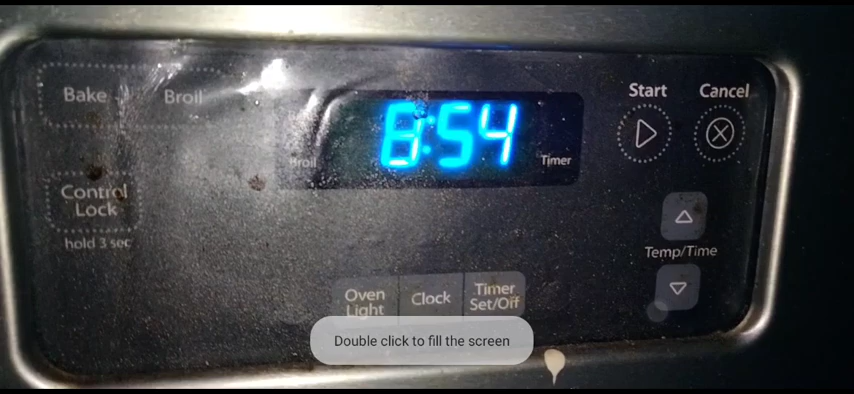 Bake
Broil
Start
Cancel
8:54
Broil
Timer
Control
Lock
hold 3 sec
Temp/Time
Oven
Light
Clock
Timer
Set/Off
Double click to fill the screen